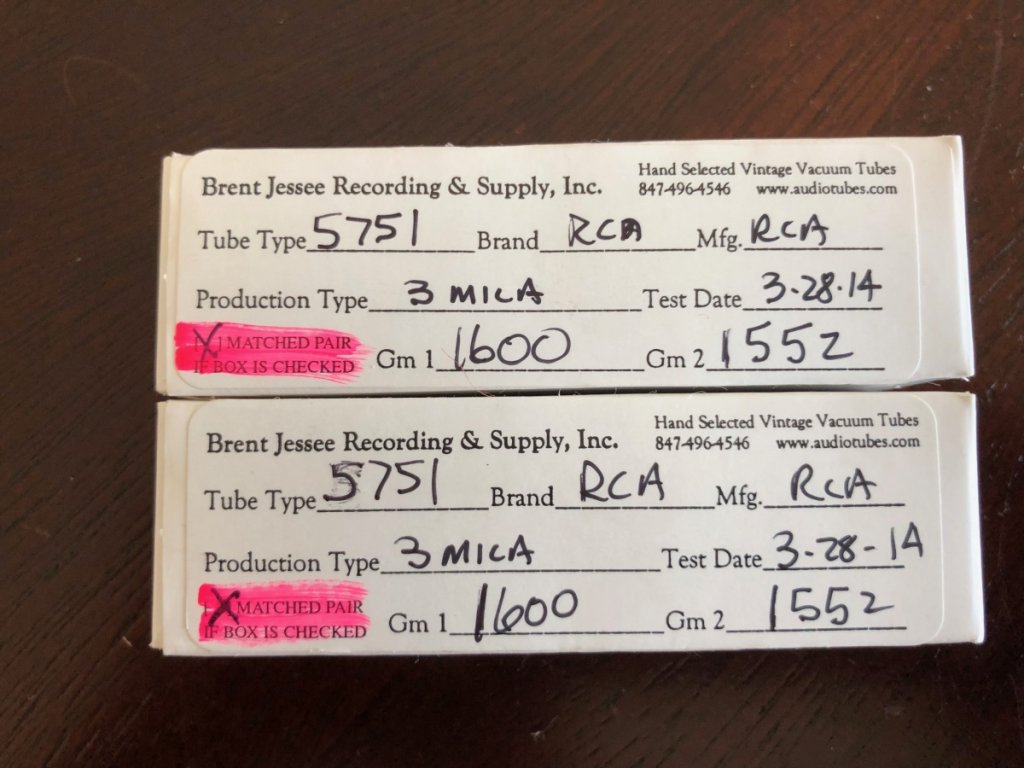 Brent Jessee Recording & Supply, Inc. Hand Selected Vintage Vacuum Tubes
847-496-4546 www.audiotubes.com
Tube Type 5751 Brand RCA Mfg. RCA
Production Type 3 MICA Test Date 3-28-14
[X] MATCHED PAIR
IF BOX IS CHECKED Gm 1 1600 Gm 2 1552
Brent Jessee Recording & Supply, Inc. Hand Selected Vintage Vacuum Tubes
847-496-4546 www.audiotubes.com
Tube Type 5751 Brand RCA Mfg. RCA
Production Type 3 MICA Test Date 3-28-14
[X] MATCHED PAIR
IF BOX IS CHECKED Gm 1 1600 Gm 2 1552